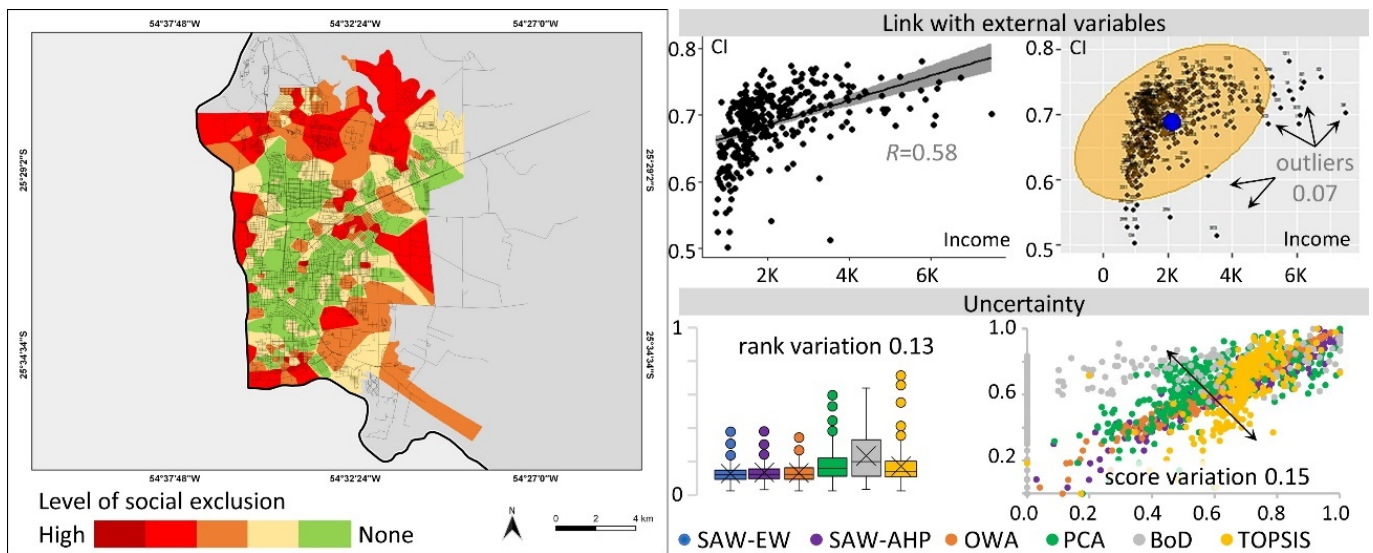 54°37'48"W 54°32'24"W 54°27'0"W
25°29'2"S
25°34'34"S
25°29'2"S
25°34'34"S
54°37'48"W 54°32'24"W 54°27'0"W
Level of social exclusion
High None
N
0 2 4 km
Link with external variables
0.8 CI
0.7
0.6
0.5
R=0.58
Income
2K 4K 6K
0.8 CI
0.7
0.6
0.5
outliers
0.07
Income
0 2K 4K 6K
Uncertainty
1
rank variation 0.13
0
1.0
0.6
0.2
score variation 0.15
0.0 0.2 0.4 0.6 0.8 1.0
SAW-EW SAW-AHP OWA PCA BoD TOPSIS